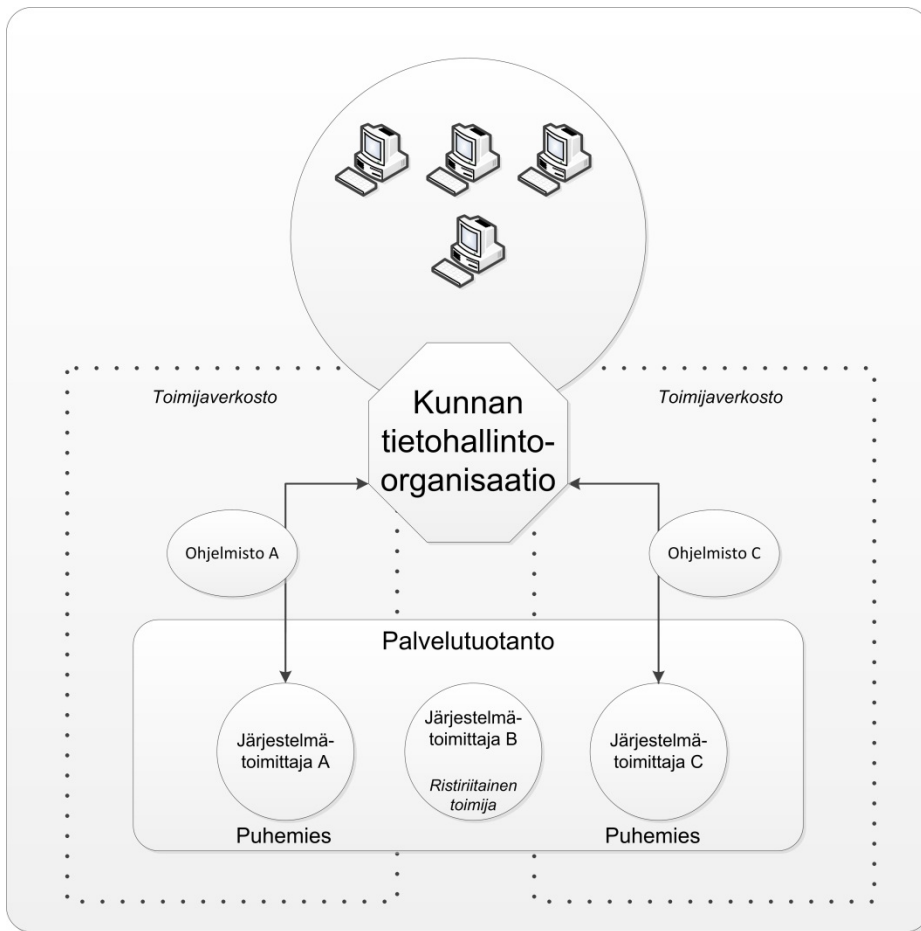 Toimijaverkosto
Toimijaverkosto
Kunnan
tietohallinto-
organisaatio
Ohjelmisto A
Ohjelmisto C
Palvelutuotanto
Järjestelmä-
toimittaja A
Järjestelmä-
toimittaja B
Ristiriitainen
toimija
Järjestelmä-
toimittaja C
Puhemies
Puhemies